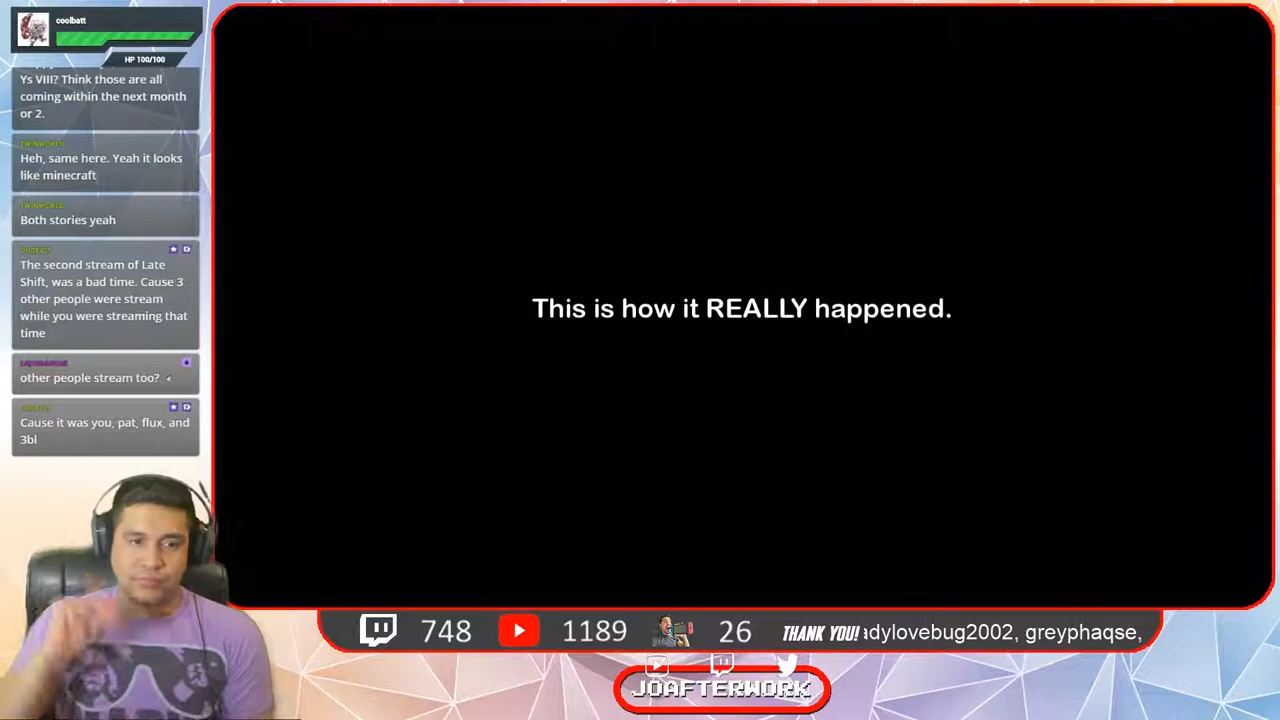 coolbatt
HP 100/100
Ys VIII? Think those are all
coming within the next month
or 2.
TWINWORLD
Heh, same here. Yeah it looks
like minecraft
TWINWORLD
Both stories yeah
The second stream of Late
Shift, was a bad time. Cause 3
other people were stream
while you were streaming that
time
other people stream too?
Cause it was you, pat, flux, and
3bl
This is how it REALLY happened.
748
1189
26
THANK YOU! adylovebug2002, greyphaqse,
JOAFTERWORK